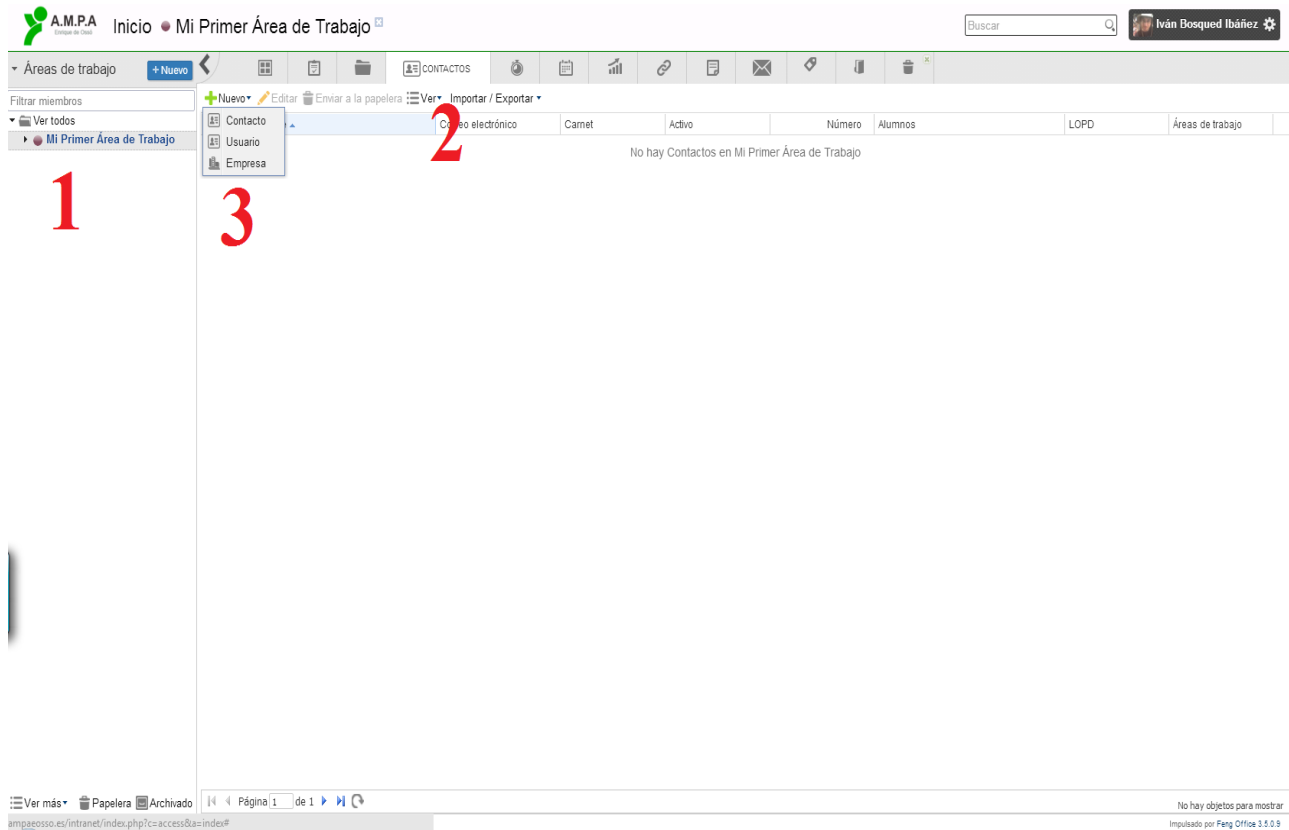 A.M.P.A
Enrique de Ossó
Inicio Mi Primer Área de Trabajo
Buscar
Iván Bosqued Ibáñez
Áreas de trabajo
+ Nuevo
CONTACTOS
Filtrar miembros
Nuevo Editar Enviar a la papelera Ver Importar / Exportar
Ver todos
Mi Primer Área de Trabajo
Contacto
Usuario
Empresa
Correo electrónico Carnet Activo Número Alumnos LOPD Áreas de trabajo
No hay Contactos en Mi Primer Área de Trabajo
1
2
3
Ver más Papelera Archivado
Página 1 de 1
No hay objetos para mostrar
ampaeosso.es/intranet/index.php?c=access&a=index#
Impulsado por Feng Office 3.5.0.9